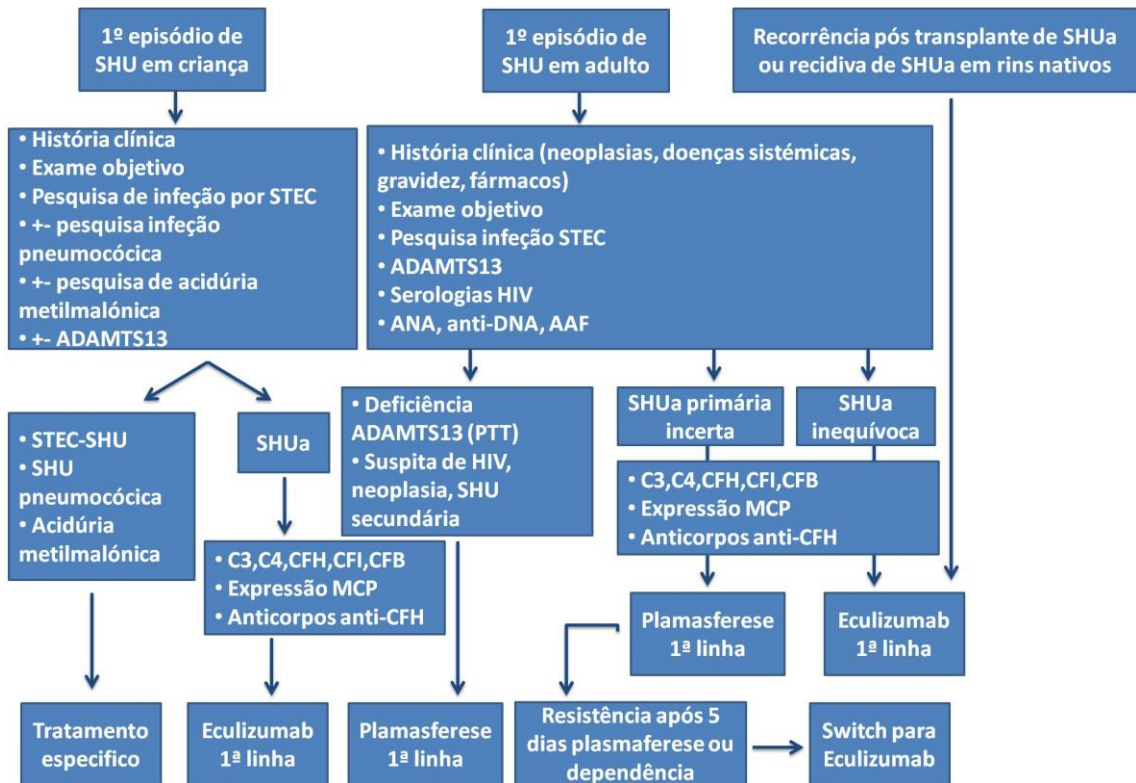 1º episódio de
SHU em criança
1º episódio de
SHU em adulto
Recorrência pós transplante de SHUa
ou recidiva de SHUa em rins nativos
• História clínica
• Exame objetivo
• Pesquisa de infeção por STEC
• +- pesquisa infeção
pneumocócica
• +- pesquisa de acidúria
metilmalónica
• +- ADAMTS13
• História clínica (neoplasias, doenças sistémicas,
gravidez, fármacos)
• Exame objetivo
• Pesquisa infeção STEC
• ADAMTS13
• Serologias HIV
• ANA, anti-DNA, AAF
• STEC-SHU
• SHU
pneumocócica
• Acidúria
metilmalónica
SHUa
• Deficiência
ADAMTS13 (PTT)
• Suspita de HIV,
neoplasia, SHU
secundária
SHUa primária
incerta
SHUa
inequívoca
• C3,C4,CFH,CFI,CFB
• Expressão MCP
• Anticorpos anti-CFH
• C3,C4,CFH,CFI,CFB
• Expressão MCP
• Anticorpos anti-CFH
Plamasferese
1ª linha
Eculizumab
1ª linha
Tratamento
especifico
Eculizumab
1ª linha
Plamasferese
1ª linha
Resistência após 5
dias plasmaferese ou
dependência
Switch para
Eculizumab